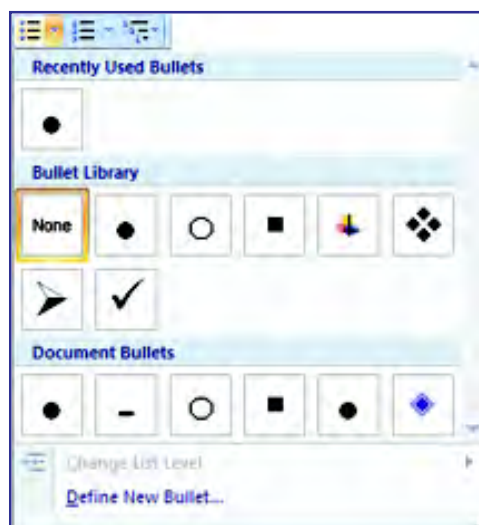 Recently Used Bullets
Bullet Library
None
Document Bullets
Change List Level
Define New Bullet...